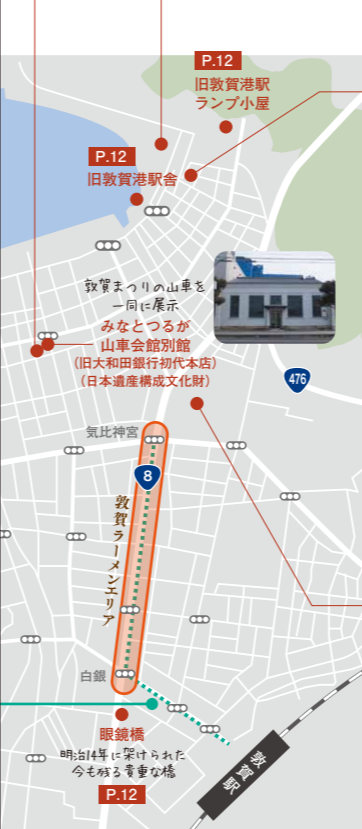 P.12
旧敦賀港駅
ランプ小屋
P.12
旧敦賀港駅舎
敦賀まつりの山車を
一同に展示
みなとつるが
山車会館別館
(旧大和田銀行初代本店)
(日本遺産構成文化財)
476
気比神宮
8
敦賀ラーメンエリア
白銀
眼鏡橋
明治14年に架けられた
今も残る貴重な橋
P.12
敦賀駅